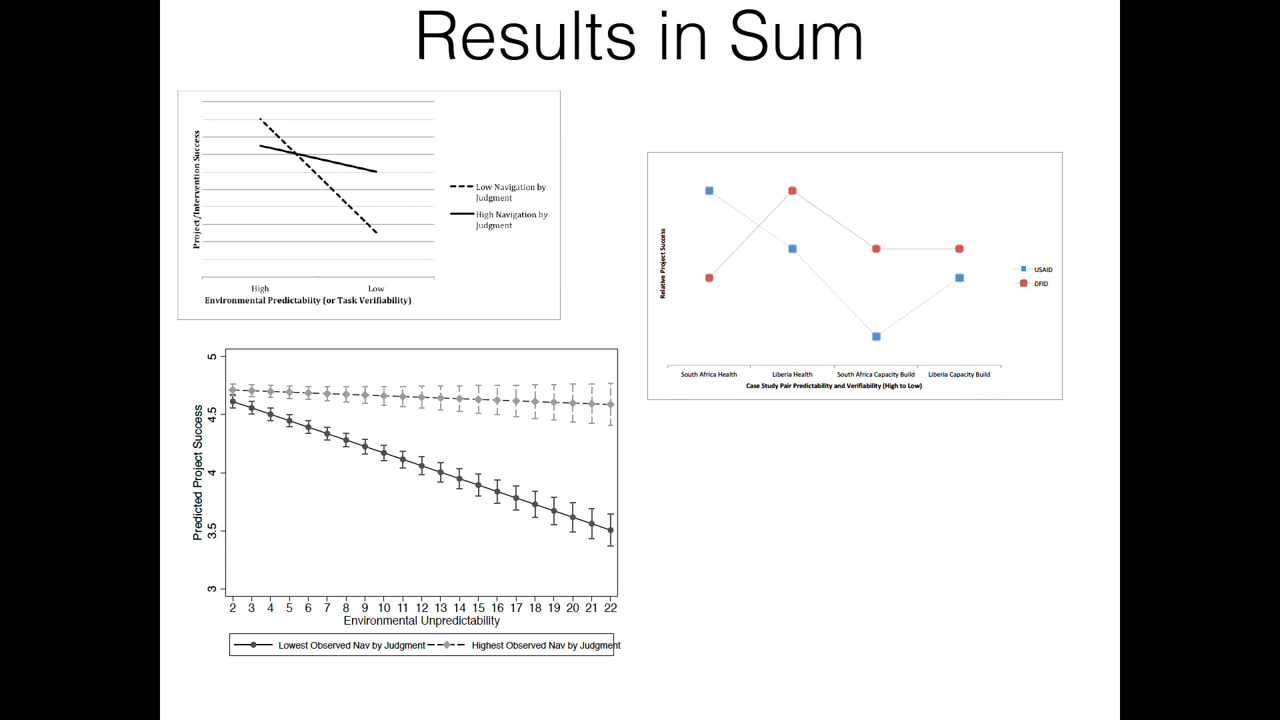 Results in Sum
Project/Intervention Success
Low Navigation by
Judgment
High Navigation by
Judgment
High Low
Environmental Predictability (or Task Verifiability)
Relative Project Success
USAID
DFID
South Africa Health Liberia Health South Africa Capacity Build Liberia Capacity Build
Case Study Pair Predictability and Verifiability (High to Low)
Predicted Project Success
5
4.5
4
3.5
3
2 3 4 5 6 7 8 9 10 11 12 13 14 15 16 17 18 19 20 21 22
Environmental Unpredictability
Lowest Observed Nav by Judgment Highest Observed Nav by Judgment